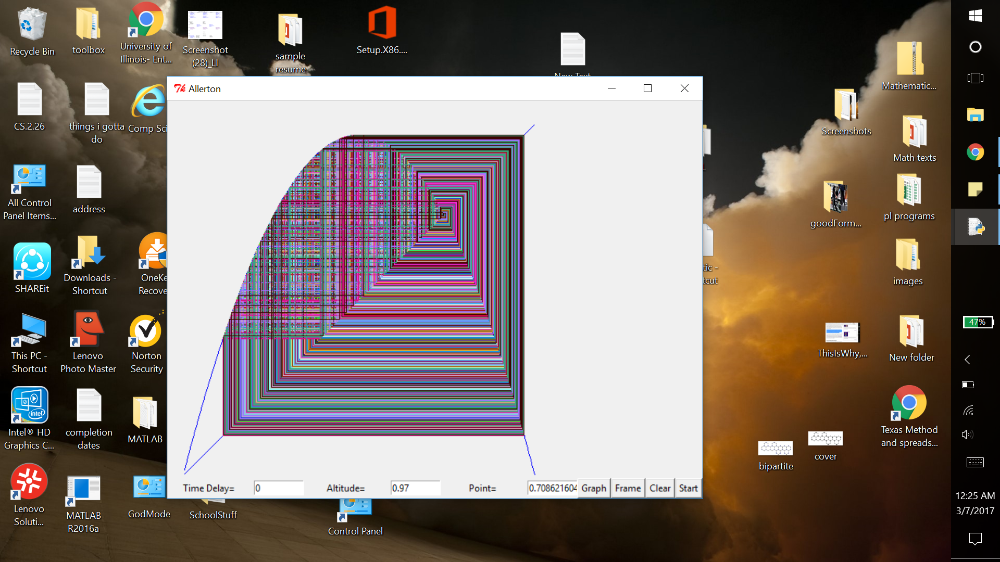 Recycle Bin
toolbox
University of
Illinois- Ent...
Screenshot
(28)_LI
sample
resume
Setup.X86....
New Text
Mathematic...
Allerton
CS.2.26
things i gotta
do
Comp Sci
Screenshots
Math texts
All Control
Panel Items...
address
goodForm...
pl programs
SHAREit
Downloads -
Shortcut
OneKe
Recove
tic -
tcut
images
This PC -
Shortcut
Lenovo
Photo Master
Norton
Security
47%
ThisIsWhy,...
New folder
Intel® HD
Graphics C...
intel
completion
dates
MATLAB
Texas Method
and spreads...
bipartite
cover
Time Delay=
0
Altitude=
0.97
Point=
0.708621604
Graph
Frame
Clear
Start
Lenovo
Soluti...
MATLAB
R2016a
GodMode
SchoolStuff
Control Panel
12:25 AM
3/7/2017